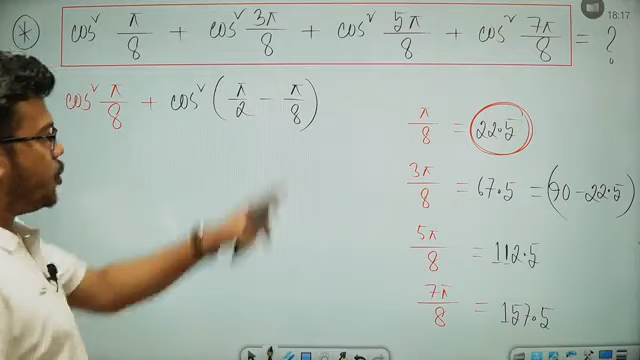 18:17
* cos² π/8 + cos² 3π/8 + cos² 5π/8 + cos² 7π/8 = ?
cos² π/8 + cos² (π/2 − π/8)
π/8 = 22.5
3π/8 = 67.5 = (90 − 22.5)
5π/8 = 112.5
7π/8 = 157.5